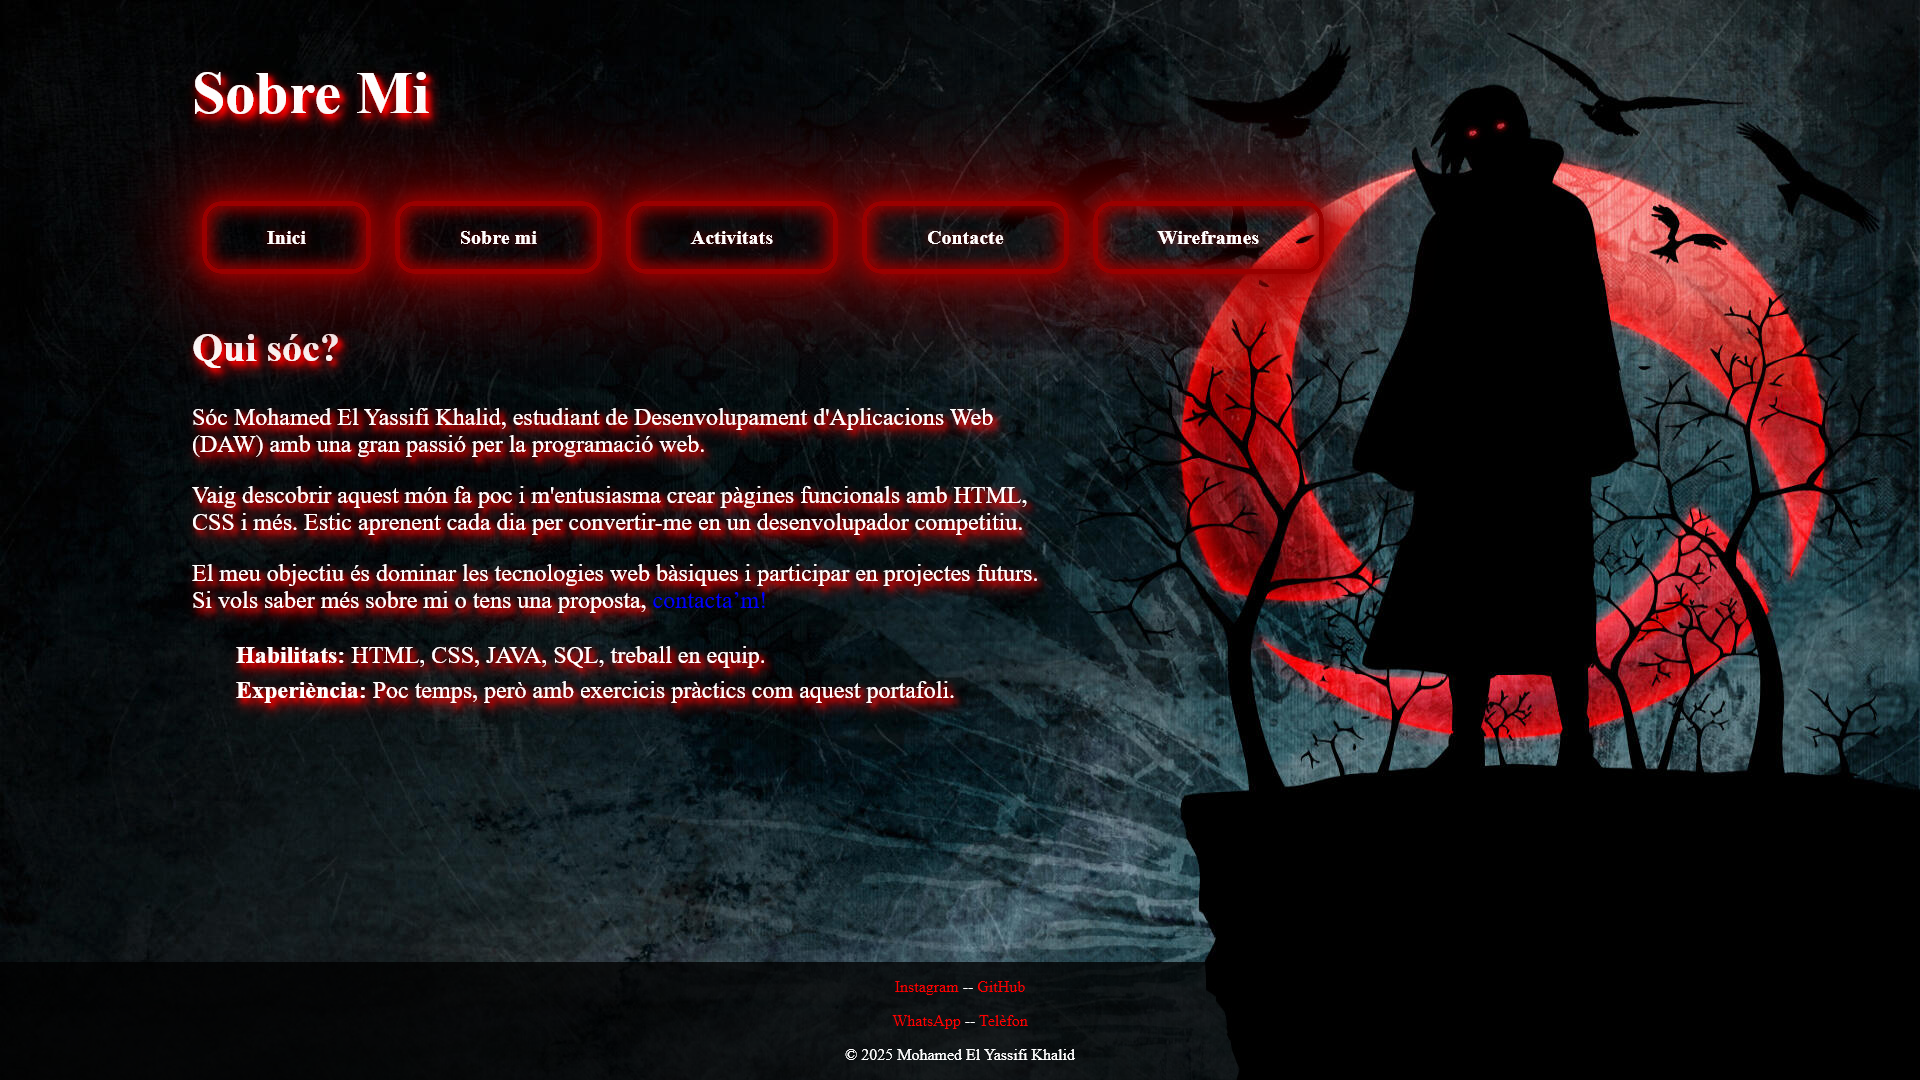 Sobre Mi
Inici
Sobre mi
Activitats
Contacte
Wireframes
Qui sóc?
Sóc Mohamed El Yassifi Khalid, estudiant de Desenvolupament d'Aplicacions Web
(DAW) amb una gran passió per la programació web.
Vaig descobrir aquest món fa poc i m'entusiasma crear pàgines funcionals amb HTML,
CSS i més. Estic aprenent cada dia per convertir-me en un desenvolupador competitiu.
El meu objectiu és dominar les tecnologies web bàsiques i participar en projectes futurs.
Si vols saber més sobre mi o tens una proposta, contacta’m!
Habilitats: HTML, CSS, JAVA, SQL, treball en equip.
Experiència: Poc temps, però amb exercicis pràctics com aquest portafoli.
Instagram -- GitHub
WhatsApp -- Telèfon
© 2025 Mohamed El Yassifi Khalid